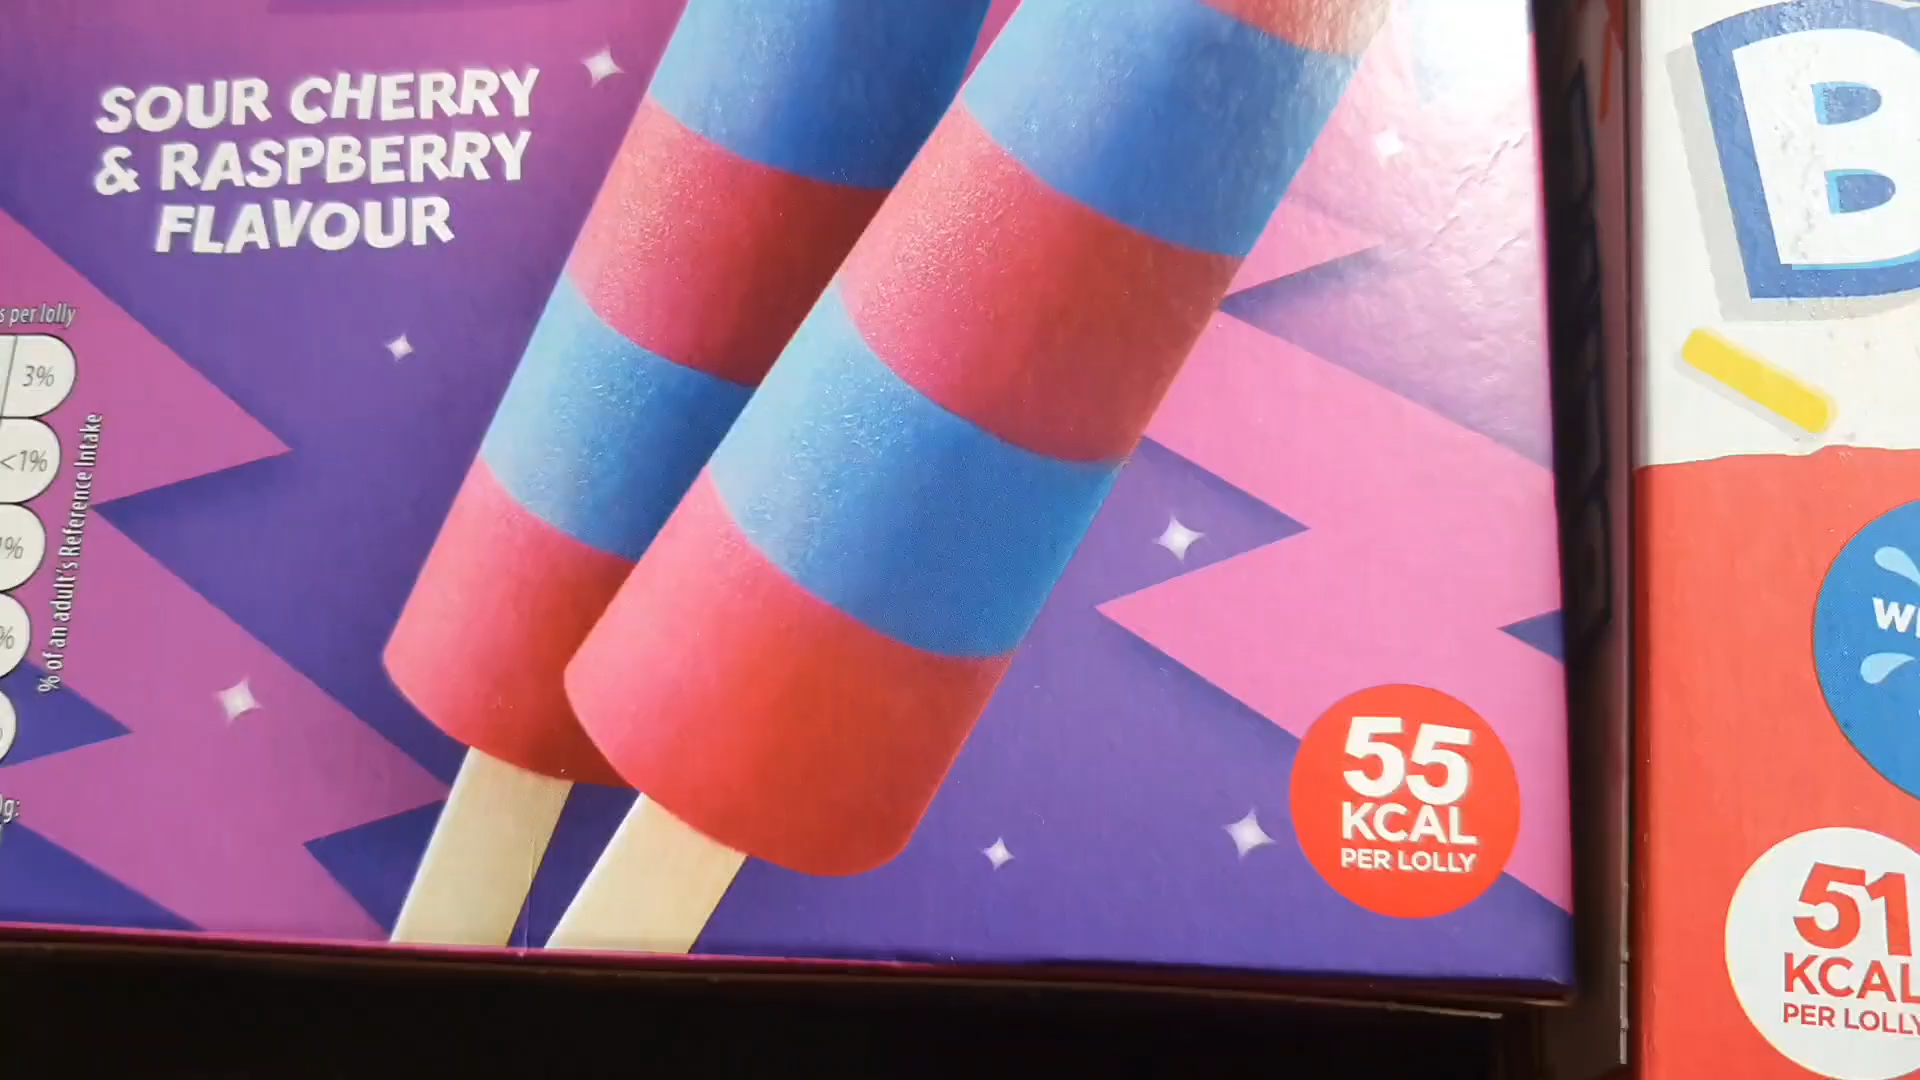 SOUR CHERRY
& RASPBERRY
FLAVOUR
per lolly
3%
<1%
% of an adult's Reference Intake
55
KCAL
PER LOLLY
B
51
KCAL
PER LOLLY